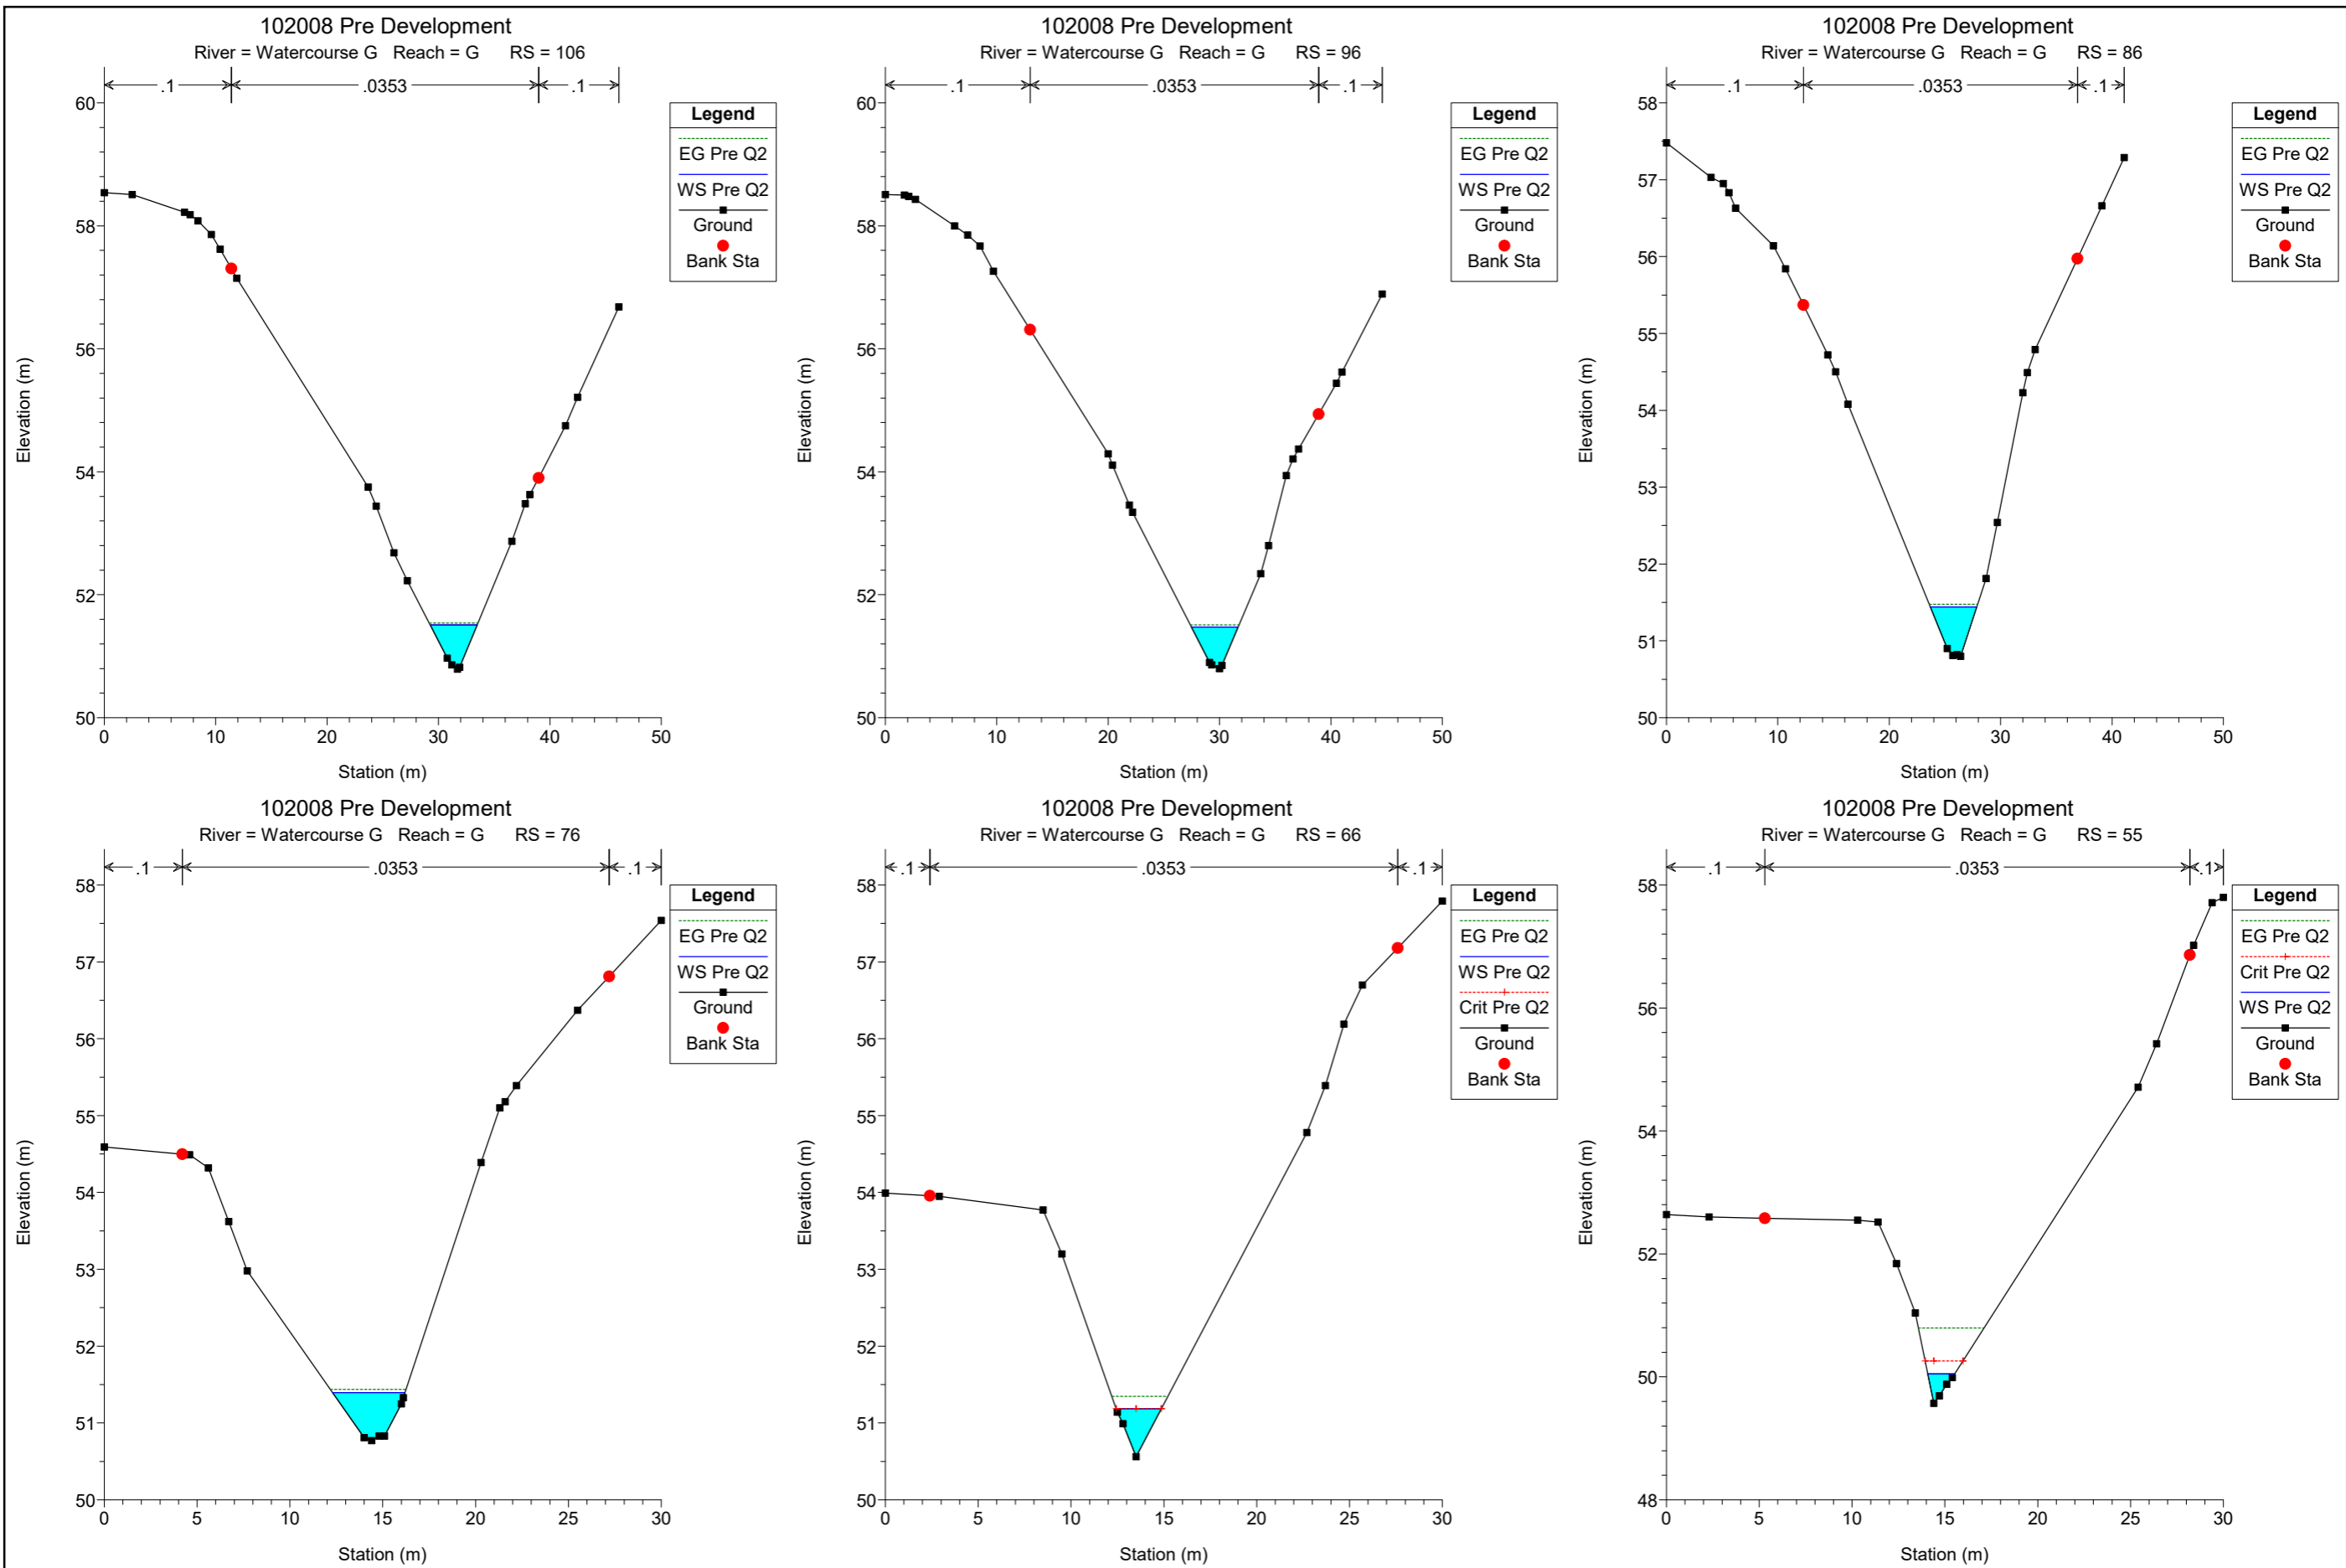 102008 Pre Development
River = Watercourse G Reach = G RS = 106
.1 .0353 .1
Legend
EG Pre Q2
WS Pre Q2
Ground
Bank Sta
60
58
56
54
52
50
0 10 20 30 40 50
Elevation (m)
Station (m)
102008 Pre Development
River = Watercourse G Reach = G RS = 96
.1 .0353 .1
Legend
EG Pre Q2
WS Pre Q2
Ground
Bank Sta
60
58
56
54
52
50
0 10 20 30 40 50
Elevation (m)
Station (m)
102008 Pre Development
River = Watercourse G Reach = G RS = 86
.1 .0353 .1
Legend
EG Pre Q2
WS Pre Q2
Ground
Bank Sta
58
57
56
55
54
53
52
51
50
0 10 20 30 40 50
Elevation (m)
Station (m)
102008 Pre Development
River = Watercourse G Reach = G RS = 76
.1 .0353 .1
Legend
EG Pre Q2
WS Pre Q2
Ground
Bank Sta
58
57
56
55
54
53
52
51
50
0 5 10 15 20 25 30
Elevation (m)
Station (m)
102008 Pre Development
River = Watercourse G Reach = G RS = 66
.1 .0353 .1
Legend
EG Pre Q2
WS Pre Q2
Crit Pre Q2
Ground
Bank Sta
58
57
56
55
54
53
52
51
50
0 5 10 15 20 25 30
Elevation (m)
Station (m)
102008 Pre Development
River = Watercourse G Reach = G RS = 55
.1 .0353 .1
Legend
EG Pre Q2
Crit Pre Q2
WS Pre Q2
Ground
Bank Sta
58
56
54
52
50
48
0 5 10 15 20 25 30
Elevation (m)
Station (m)